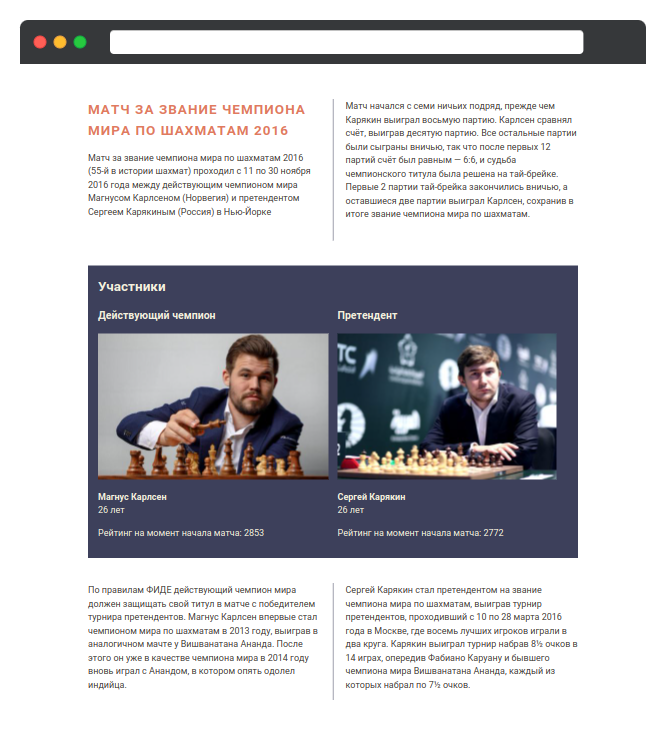 МАТЧ ЗА ЗВАНИЕ ЧЕМПИОНА
МИРА ПО ШАХМАТАМ 2016
Матч за звание чемпиона мира по шахматам 2016
(55-й в истории шахмат) проходил с 11 по 30 ноября
2016 года между действующим чемпионом мира
Магнусом Карлсеном (Норвегия) и претендентом
Сергеем Карякиным (Россия) в Нью-Йорке
Матч начался с семи ничьих подряд, прежде чем
Карякин выиграл восьмую партию. Карлсен сравнял
счёт, выиграв десятую партию. Все остальные партии
были сыграны вничью, так что после первых 12
партий счёт был равным — 6:6, и судьба
чемпионского титула была решена на тай-брейке.
Первые 2 партии тай-брейка закончились вничью, а
оставшиеся две партии выиграл Карлсен, сохранив в
итоге звание чемпиона мира по шахматам.
Участники
Действующий чемпион
Претендент
TC
Магнус Карлсен
26 лет
Рейтинг на момент начала матча: 2853
Сергей Карякин
26 лет
Рейтинг на момент начала матча: 2772
По правилам ФИДЕ действующий чемпион мира
должен защищать свой титул в матче с победителем
турнира претендентов. Магнус Карлсен впервые стал
чемпионом мира по шахматам в 2013 году, выиграв в
аналогичном мачте у Вишванатана Ананда. После
этого он уже в качестве чемпиона мира в 2014 году
вновь играл с Анандом, в котором опять одолел
индийца.
Сергей Карякин стал претендентом на звание
чемпиона мира по шахматам, выиграв турнир
претендентов, проходивший с 10 по 28 марта 2016
года в Москве, где восемь лучших игроков играли в
два круга. Карякин выиграл турнир набрав 8½ очков в
14 играх, опередив Фабиано Каруану и бывшего
чемпиона мира Вишванатана Ананда, каждый из
которых набрал по 7½ очков.